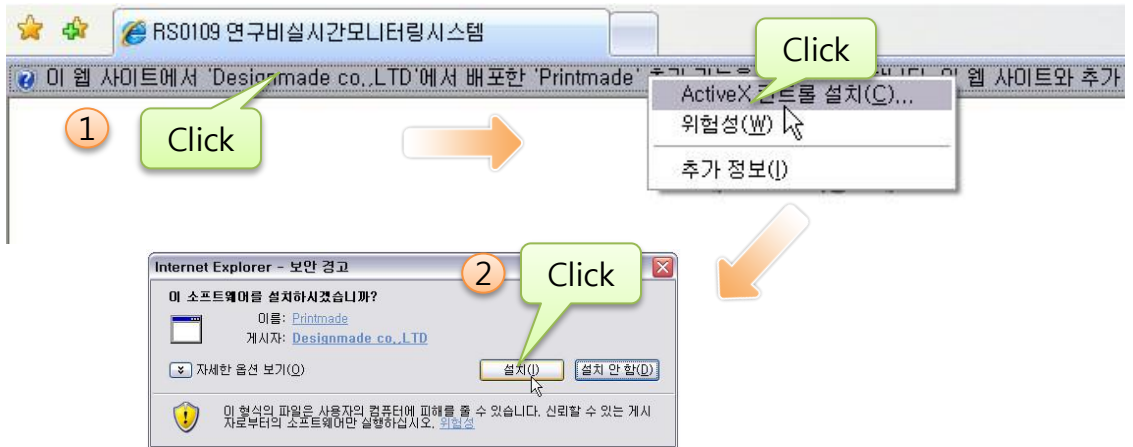 RS0109 연구비실시간모니터링시스템
이 웹 사이트에서 'Designmade co.,LTD'에서 배포한 'Printmade' 웹 사이트와 추가
Click
ActiveX 컨트롤 설치(C)...
위험성(W)
추가 정보(I)
1
Click
Internet Explorer - 보안 경고
2
Click
이 소프트웨어를 설치하시겠습니까?
이름: Printmade
게시자: Designmade co.,LTD
자세한 옵션 보기(O)
설치(I)
설치 안 함(D)
이 형식의 파일은 사용자의 컴퓨터에 피해를 줄 수 있습니다. 신뢰할 수 있는 게시
자로부터의 소프트웨어만 실행하십시오. 위험성